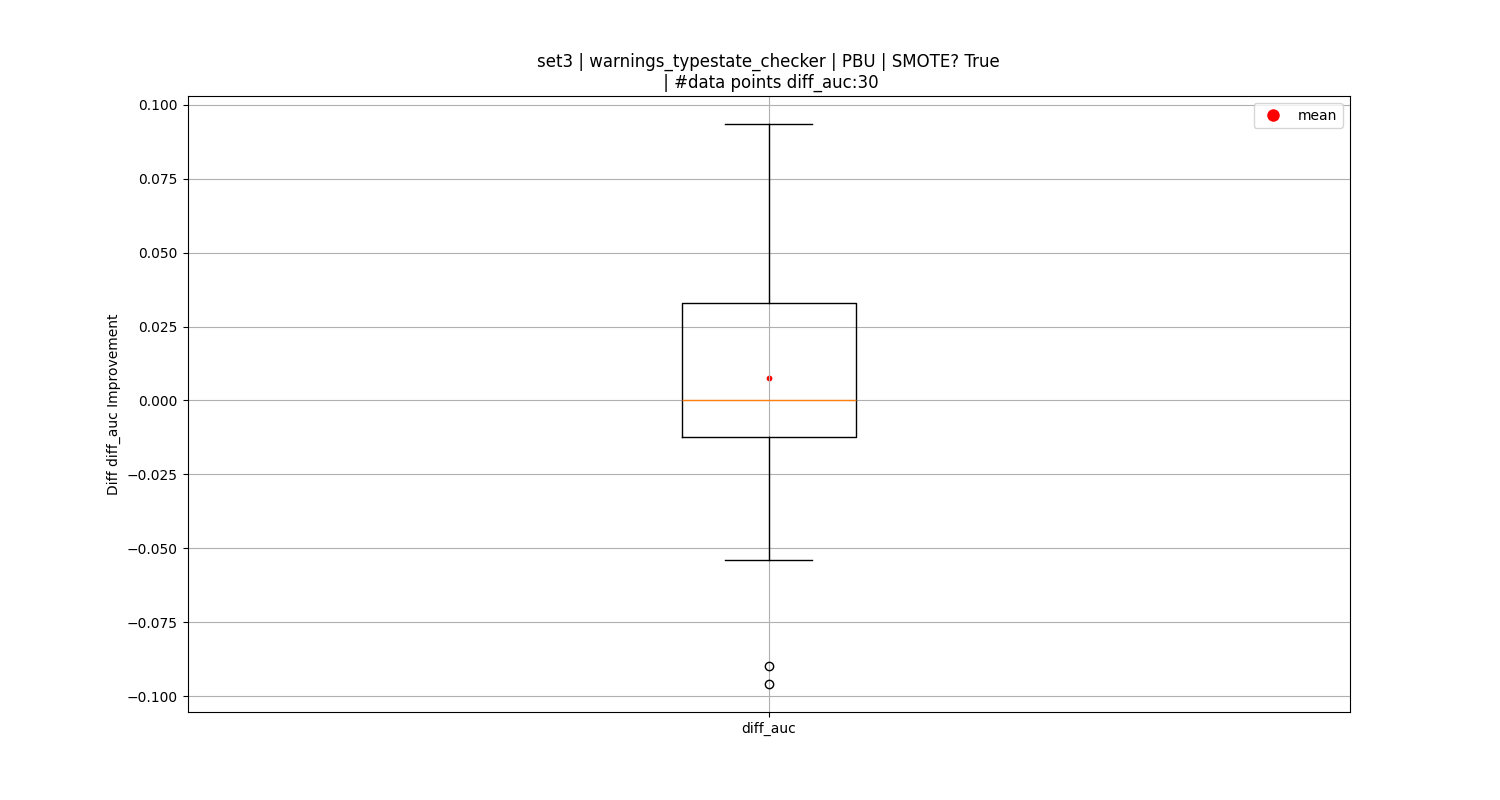 set3 | warnings_typestate_checker | PBU | SMOTE? True
| #data points diff_auc:30
mean
0.100
0.075
0.050
0.025
0.000
−0.025
−0.050
−0.075
−0.100
Diff diff_auc Improvement
diff_auc